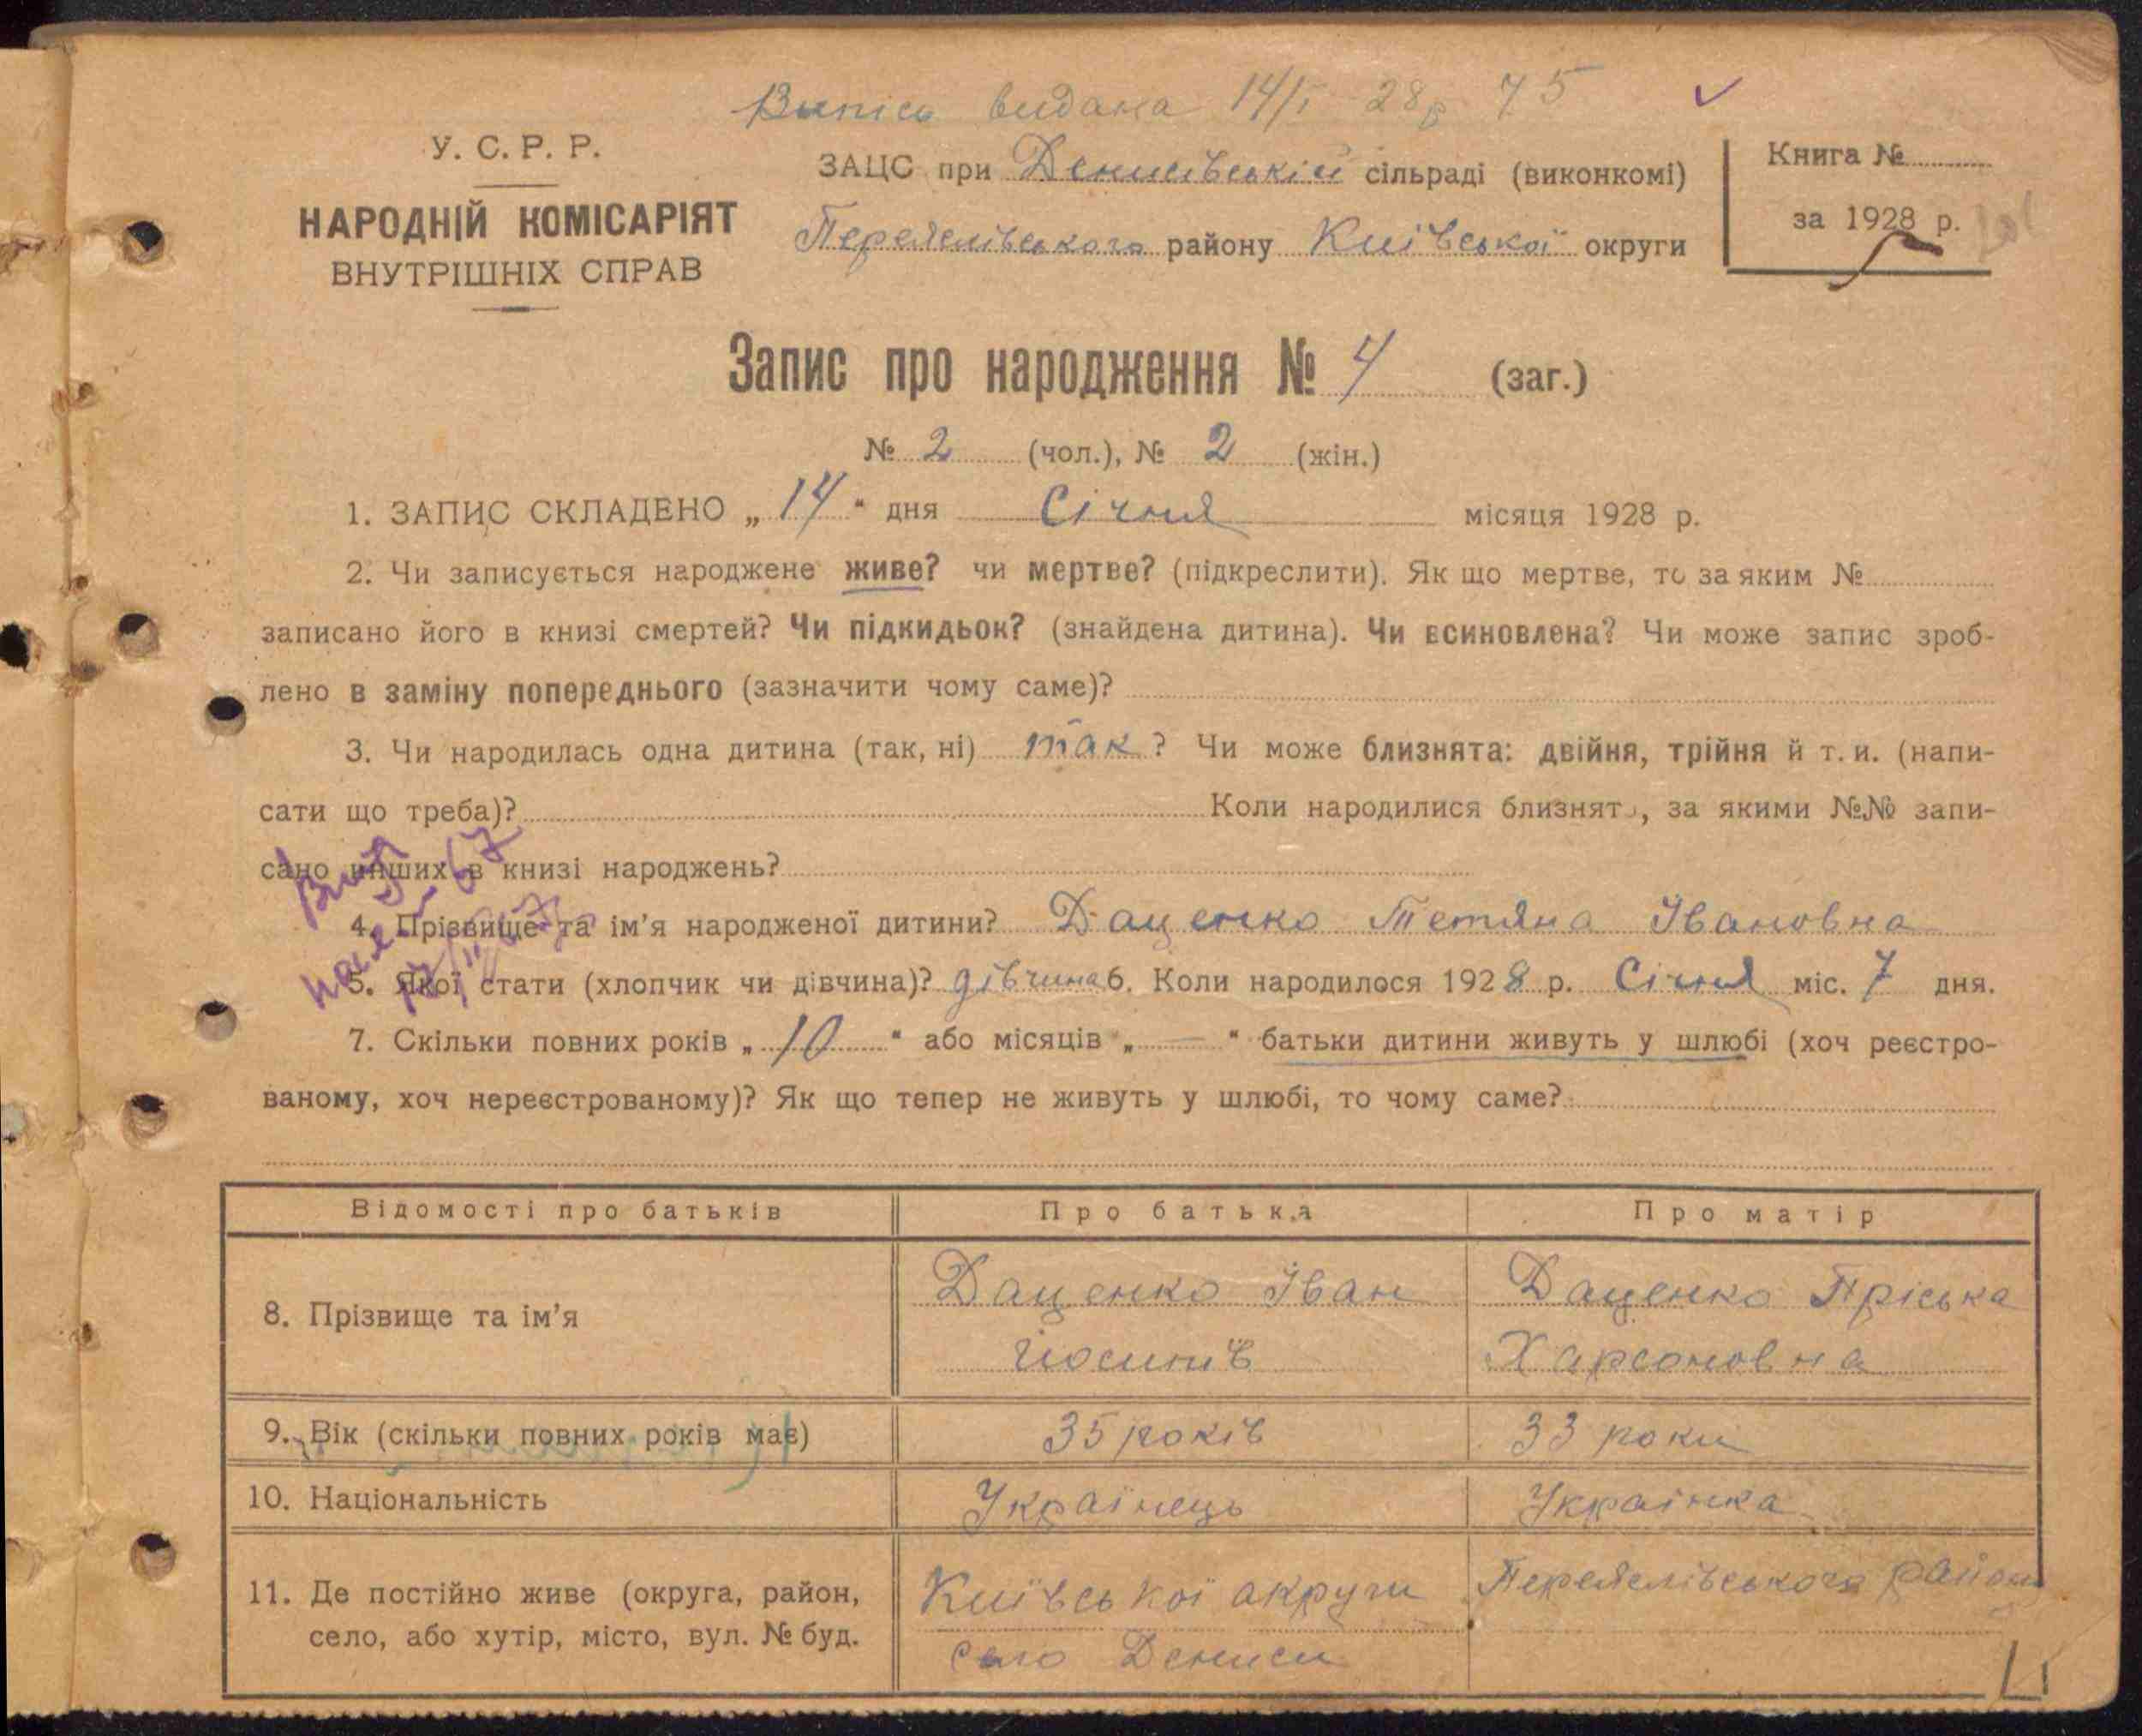 Випись видана 14/I 28р 75
У. С. Р. Р.
НАРОДНІЙ КОМІСАРІЯТ
ВНУТРІШНІХ СПРАВ
ЗАЦС при Денисівській сільраді (виконкомі)
Переяслівського району Київської округи
Книга №
за 1928 р.
Запис про народження № 4 (заг.)
№ 2 (чол.), № 2 (жін.)
1. ЗАПИС СКЛАДЕНО „ 14 “ дня Січня місяця 1928 р.
2. Чи записується народжене живе? чи мертве? (підкреслити). Як що мертве, то за яким №
записано його в книзі смертей? Чи підкидьок? (знайдена дитина). Чи всиновлена? Чи може запис зроб-
лено в заміну попереднього (зазначити чому саме)?
3. Чи народилась одна дитина (так, ні) так ? Чи може близнята: двійня, трійня й т. и. (напи-
сати що треба)? Коли народилися близнят, за якими №№ запи-
сано инших в книзі народжень?
4. Прізвище та ім’я народженої дитини? Даценко Тетяна Івановна
5. Якої стати (хлопчик чи дівчина)? дівчина 6. Коли народилося 1928 р. Січня міс. 7 дня.
7. Скільки повних років „ 10 “ або місяців „ — “ батьки дитини живуть у шлюбі (хоч реєстро-
ваному, хоч нереєстрованому)? Як що тепер не живуть у шлюбі, то чому саме?
Відомості про батьків Про батька Про матір
8. Прізвище та ім’я Даценко Іван Даценко Пріська
Йосипів Харсоновна
9. Вік (скільки повних років має) 35 років 33 роки
10. Національність Українець Українка
11. Де постійно живе (округа, район, Київської округи Переяслівського району
село, або хутір, місто, вул. № буд. село Дениси